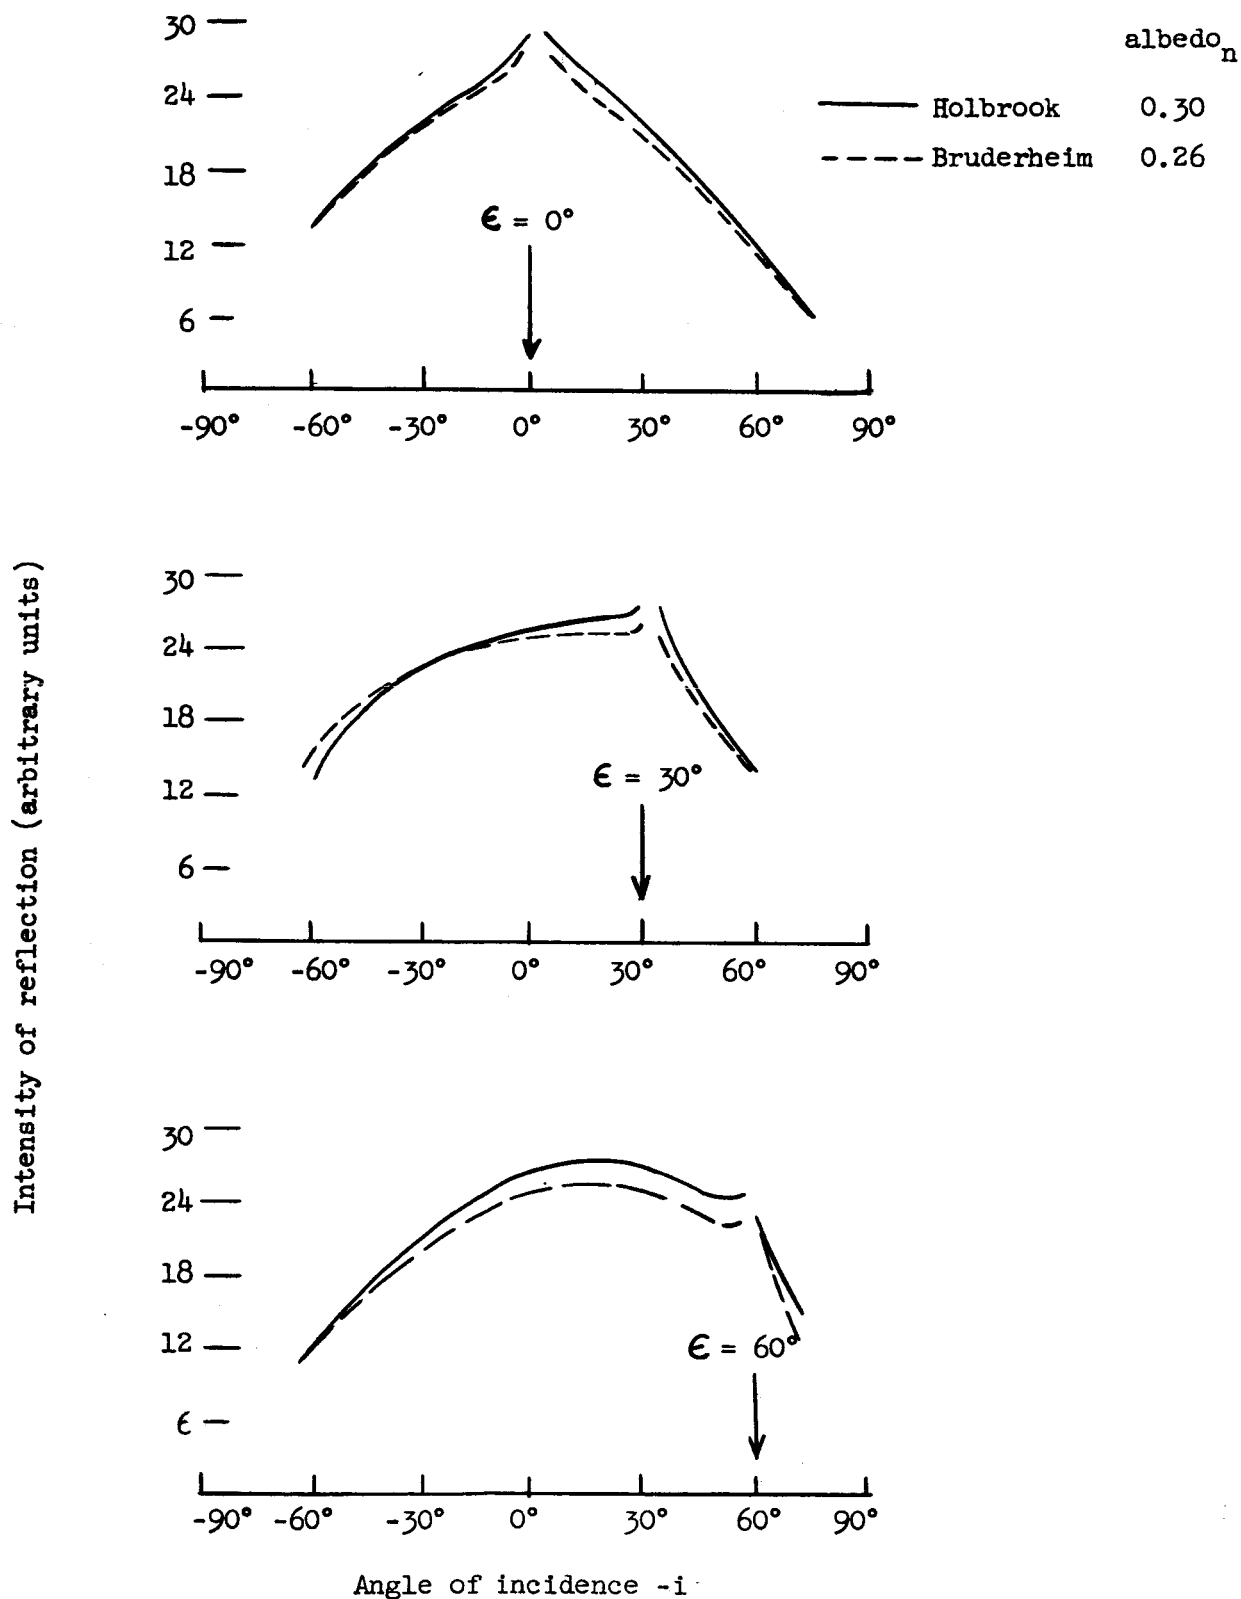 albedo_n
Holbrook 0.30
Bruderheim 0.26
30
24
18
12
6
ϵ = 0°
-90° -60° -30° 0° 30° 60° 90°
Intensity of reflection (arbitrary units)
30
24
18
12
6
ϵ = 30°
-90° -60° -30° 0° 30° 60° 90°
30
24
18
12
ϵ
ϵ = 60°
-90° -60° -30° 0° 30° 60° 90°
Angle of incidence -i